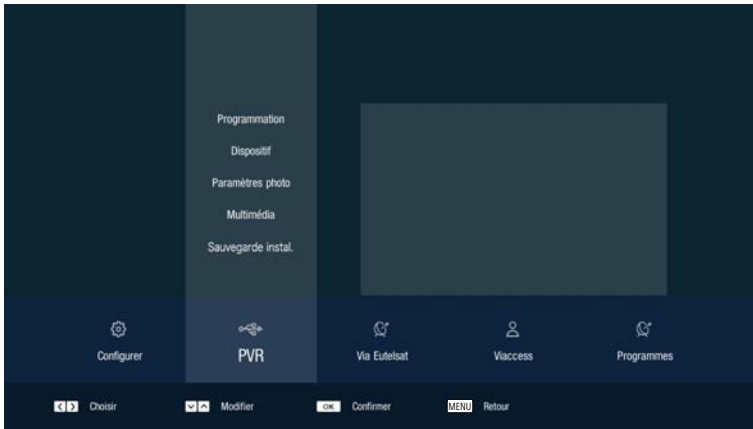 Programmation
Dispositif
Paramètres photo
Multimédia
Sauvegarde instal.
Configurer
PVR
Via Eutelsat
Viaccess
Programmes
Choisir
Modifier
OK Confirmer
MENU Retour